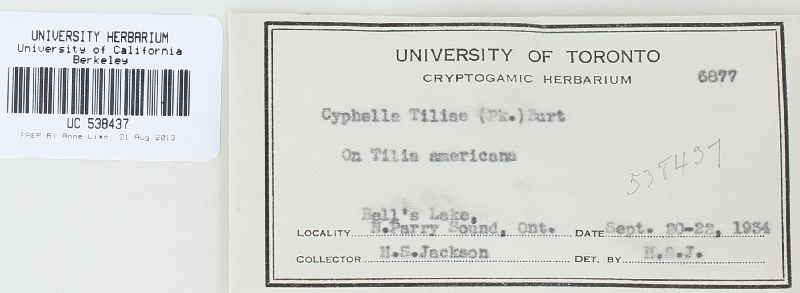 UNIVERSITY HERBARIUM
University of California
Berkeley
UC 538437
PREP BY Anne Liao, 21 Aug 2013
UNIVERSITY OF TORONTO
CRYPTOGAMIC HERBARIUM
6877
Cyphella Tiliae (Pk.)Burt
On Tilia americana
538437
Bell's Lake,
LOCALITY N.Parry Sound, Ont. DATE Sept. 20-22, 1934
COLLECTOR H.S.Jackson DET. BY H.S.J.